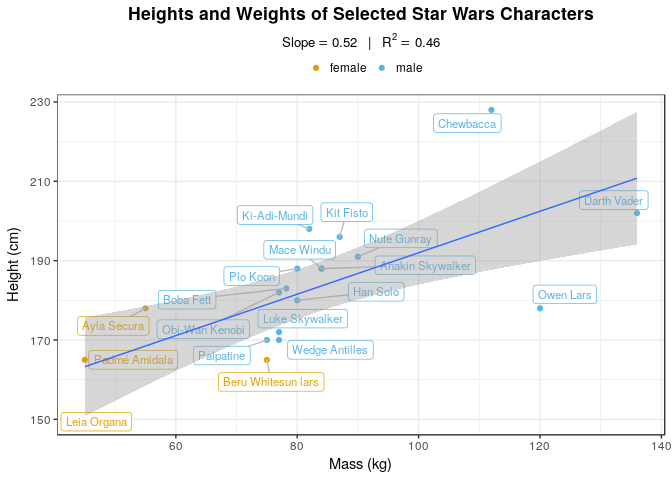 Heights and Weights of Selected Star Wars Characters
Slope = 0.52 | R² = 0.46
female male
230
Chewbacca
210
Darth Vader
Ki-Adi-Mundi
Kit Fisto
Nute Gunray
Mace Windu
190
Anakin Skywalker
Plo Koon
Han Solo
Boba Fett
Owen Lars
Luke Skywalker
Ayla Secura
Obi-Wan Kenobi
170
Wedge Antilles
Palpatine
Padmé Amidala
Beru Whitesun lars
150
Leia Organa
60 80 100 120 140
Mass (kg)
Height (cm)